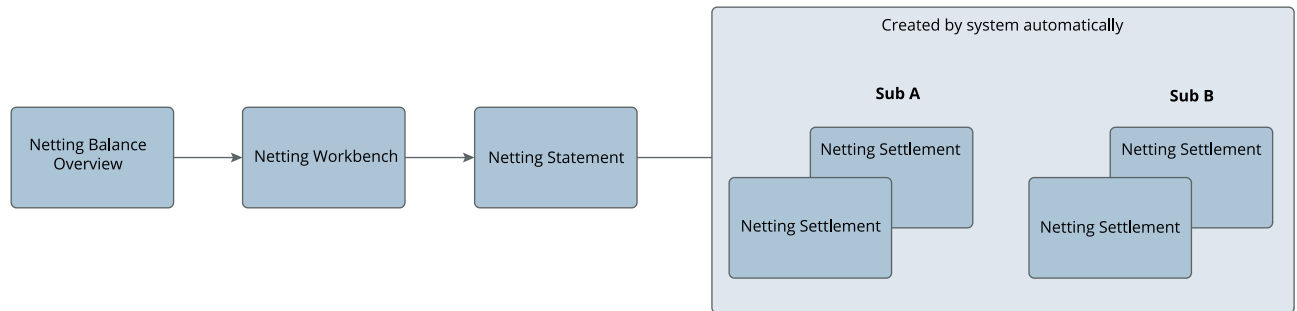 Created by system automatically
Sub A
Sub B
Netting Balance
Overview
Netting Workbench
Netting Statement
Netting Settlement
Netting Settlement
Netting Settlement
Netting Settlement